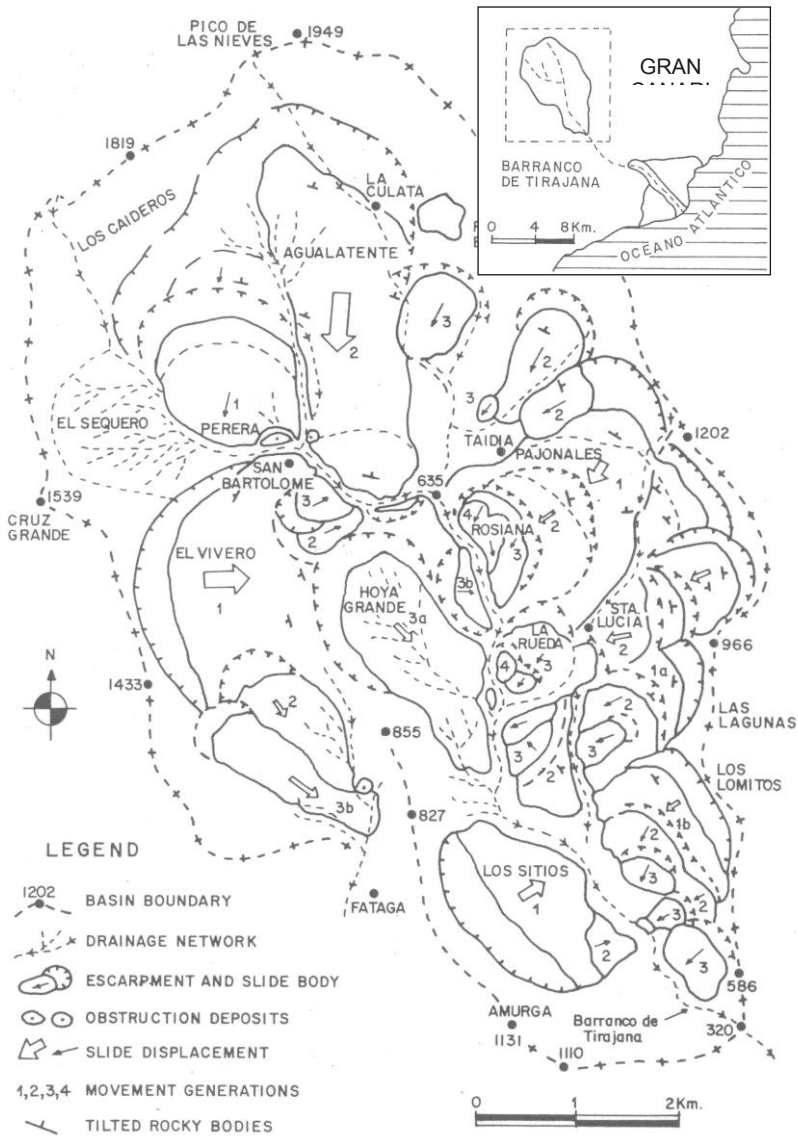 PICO DE
LAS NIEVES
1949
1819
LOS CAIDEROS
LA
CULATA
AGUALATENTE
2
3
2
3
2
EL SEQUERO
1
PERERA
TAIDIA
PAJONALES
1202
SAN
BARTOLOME
635
1
1539
CRUZ
GRANDE
3
2
4
ROSIANA
2
3
EL VIVERO
1
HOYA
GRANDE
3a
3b
STA.
LUCIA
2
LA
RUEDA
4
3
966
1a
N
1433
2
855
2
3
2
3
LAS
LAGUNAS
LOS
LOMITOS
3b
827
1b
2
3
2
LOS SITIOS
1
3
2
3
FATAGA
586
AMURGA
1131
1110
Barranco de
Tirajana
320
GRAN
BARRANCO
DE TIRAJANA
0 4 8Km.
OCÉANO ATLANTICO
LEGEND
1202
BASIN BOUNDARY
DRAINAGE NETWORK
ESCARPMENT AND SLIDE BODY
OBSTRUCTION DEPOSITS
SLIDE DISPLACEMENT
1,2,3,4 MOVEMENT GENERATIONS
TILTED ROCKY BODIES
0 1 2Km.